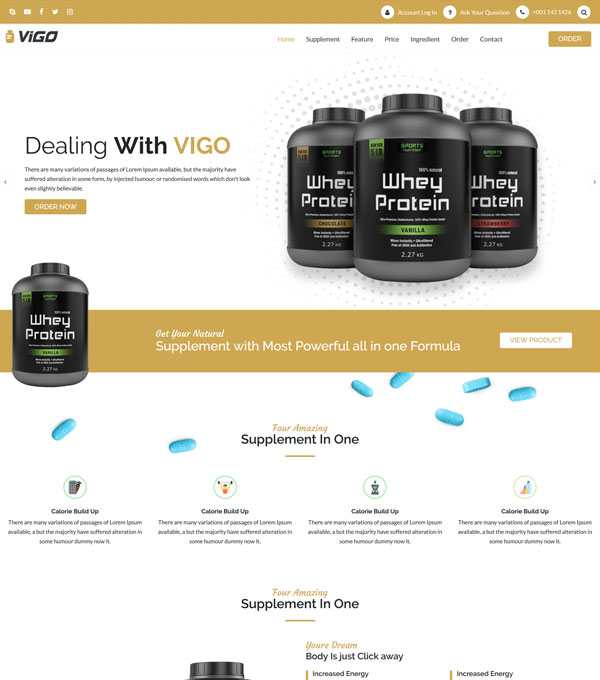 Account Log In
Ask Your Question
+001 142 1426
ViGO
Home Supplement Feature Price Ingredient Order Contact
ORDER
Dealing With VIGO
There are many variations of passages of Lorem Ipsum available, but the majority have
suffered alteration in some form, by injected humour, or randomised words which don't look
even slightly believable.
ORDER NOW
SPORTS
100% natural
Whey
Protein
CHOCOLATE
2.27 KG
SPORTS
100% natural
Whey
Protein
VANILLA
Mixes Instantly • Ultrafiltered
Free of rBGH and Antibiotics
2.27 KG
SPORTS
100% natural
Whey
Protein
STRAWBERRY
2.27 KG
SPORTS
Whey
Protein
VANILLA
2.27 KG
Get Your Natural
Supplement with Most Powerful all in one Formula
VIEW PRODUCT
Four Amazing
Supplement In One
Calorie Build Up
There are many variations of passages of Lorem Ipsum
available, a but the majority have suffered alteration in
some humour dummy now it.
Calorie Build Up
There are many variations of passages of Lorem Ipsum
available, a but the majority have suffered alteration in
some humour dummy now it.
Calorie Build Up
There are many variations of passages of Lorem Ipsum
available, a but the majority have suffered alteration in
some humour dummy now it.
Calorie Build Up
There are many variations of passages of Lorem Ipsum
available, a but the majority have suffered alteration in
some humour dummy now it.
Four Amazing
Supplement In One
Youre Dream
Body Is just Click away
Increased Energy
Increased Energy